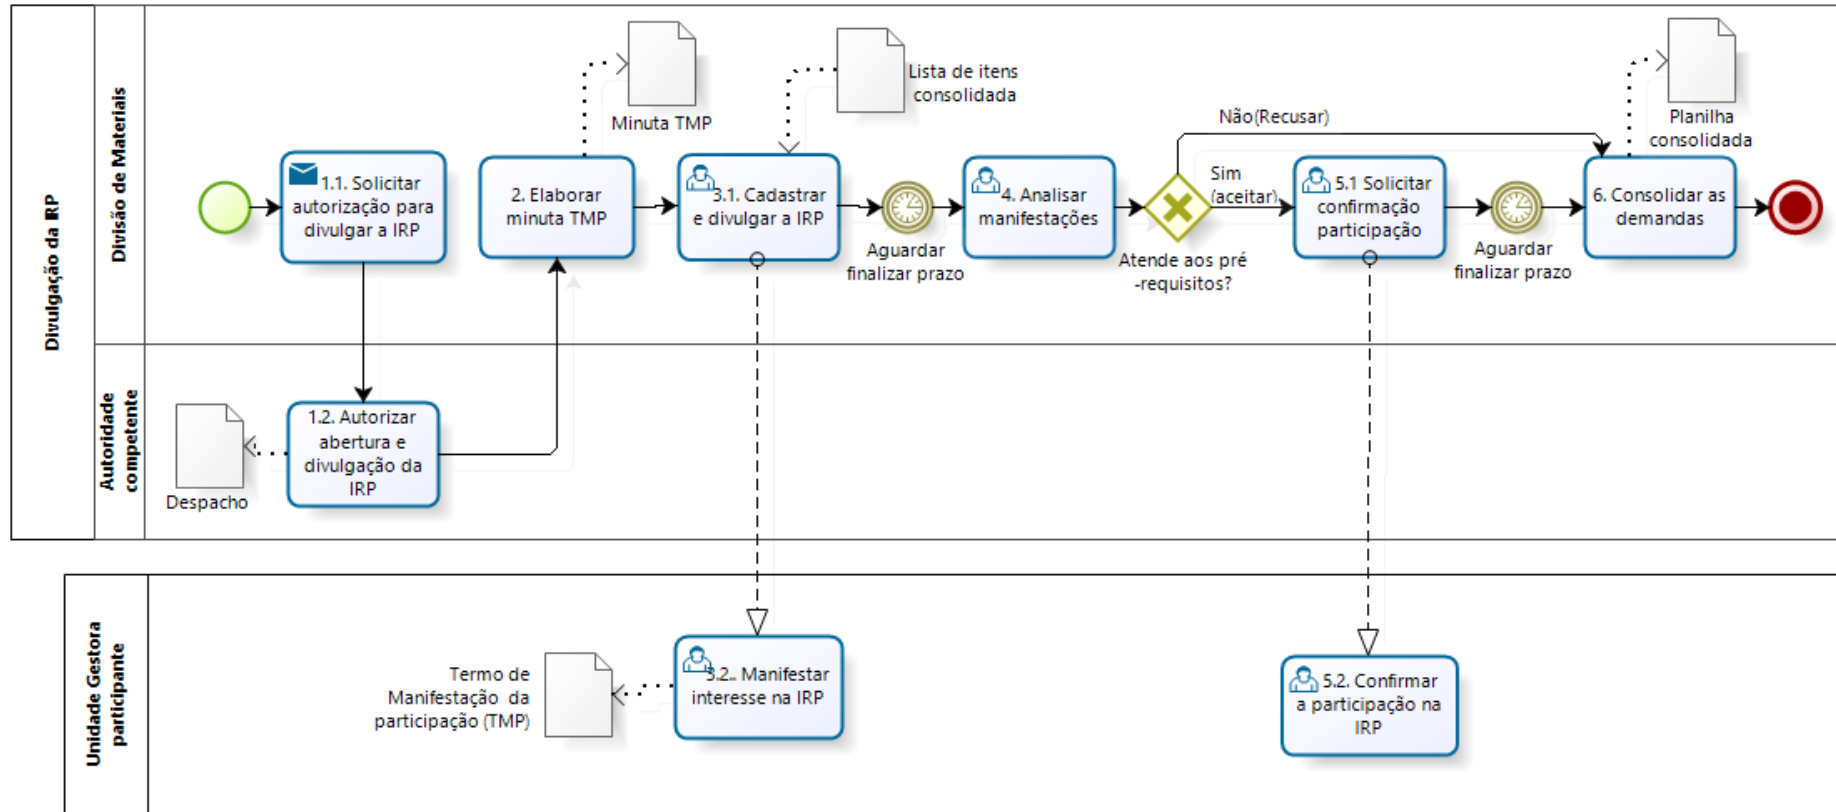 Divulgação da RP
Divisão de Materiais
Minuta TMP
Lista de itens
consolidada
Planilha
consolidada
1.1. Solicitar
autorização para
divulgar a IRP
2. Elaborar
minuta TMP
3.1. Cadastrar
e divulgar a IRP
Aguardar
finalizar prazo
4. Analisar
manifestações
Atende aos pré
-requisitos?
Não(Recusar)
Sim
(aceitar)
5.1 Solicitar
confirmação
participação
Aguardar
finalizar prazo
6. Consolidar as
demandas
Autoridade
competente
1.2. Autorizar
abertura e
divulgação da
IRP
Despacho
Unidade Gestora
participante
Termo de
Manifestação da
participação (TMP)
3.2.. Manifestar
interesse na IRP
5.2. Confirmar
a participação na
IRP